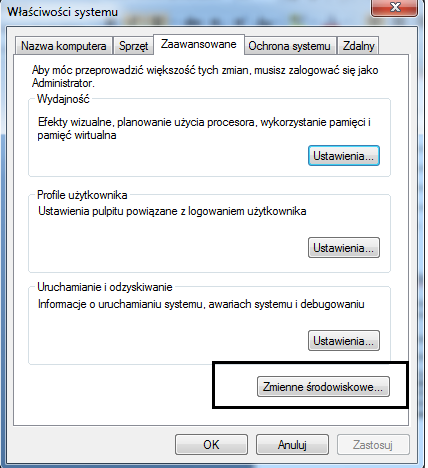 Właściwości systemu
Nazwa komputera
Sprzęt
Zaawansowane
Ochrona systemu
Zdalny
Aby móc przeprowadzić większość tych zmian, musisz zalogować się jako
Administrator.
Wydajność
Efekty wizualne, planowanie użycia procesora, wykorzystanie pamięci i
pamięć wirtualna
Ustawienia...
Profile użytkownika
Ustawienia pulpitu powiązane z logowaniem użytkownika
Ustawienia...
Uruchamianie i odzyskiwanie
Informacje o uruchamianiu systemu, awariach systemu i debugowaniu
Ustawienia...
Zmienne środowiskowe...
OK
Anuluj
Zastosuj